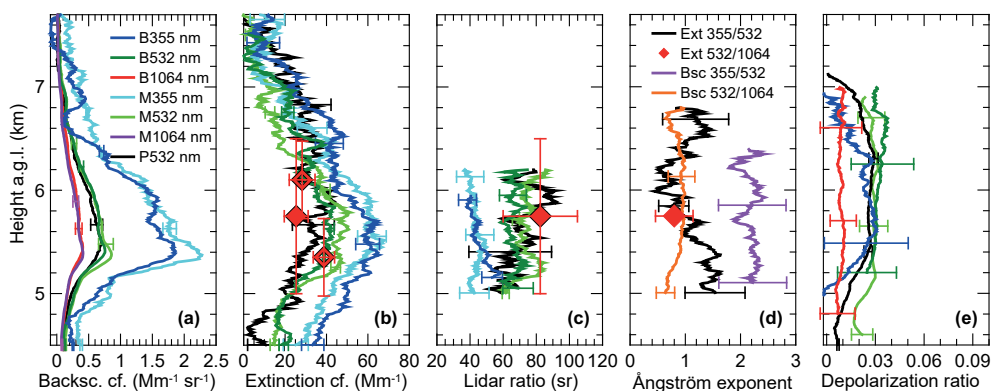 Height a.g.l. (km)
7
6
5
B355 nm
B532 nm
B1064 nm
M355 nm
M532 nm
M1064 nm
P532 nm
(a)
0 0.5 1 1.5 2 2.5
Backsc. cf. (Mm⁻¹ sr⁻¹)
(b)
0 20 40 60 80
Extinction cf. (Mm⁻¹)
(c)
20 40 60 80 100 120
Lidar ratio (sr)
Ext 355/532
Ext 532/1064
Bsc 355/532
Bsc 532/1064
(d)
0 1 2 3
Ångström exponent
(e)
0 0.03 0.06 0.09
Depolarization ratio